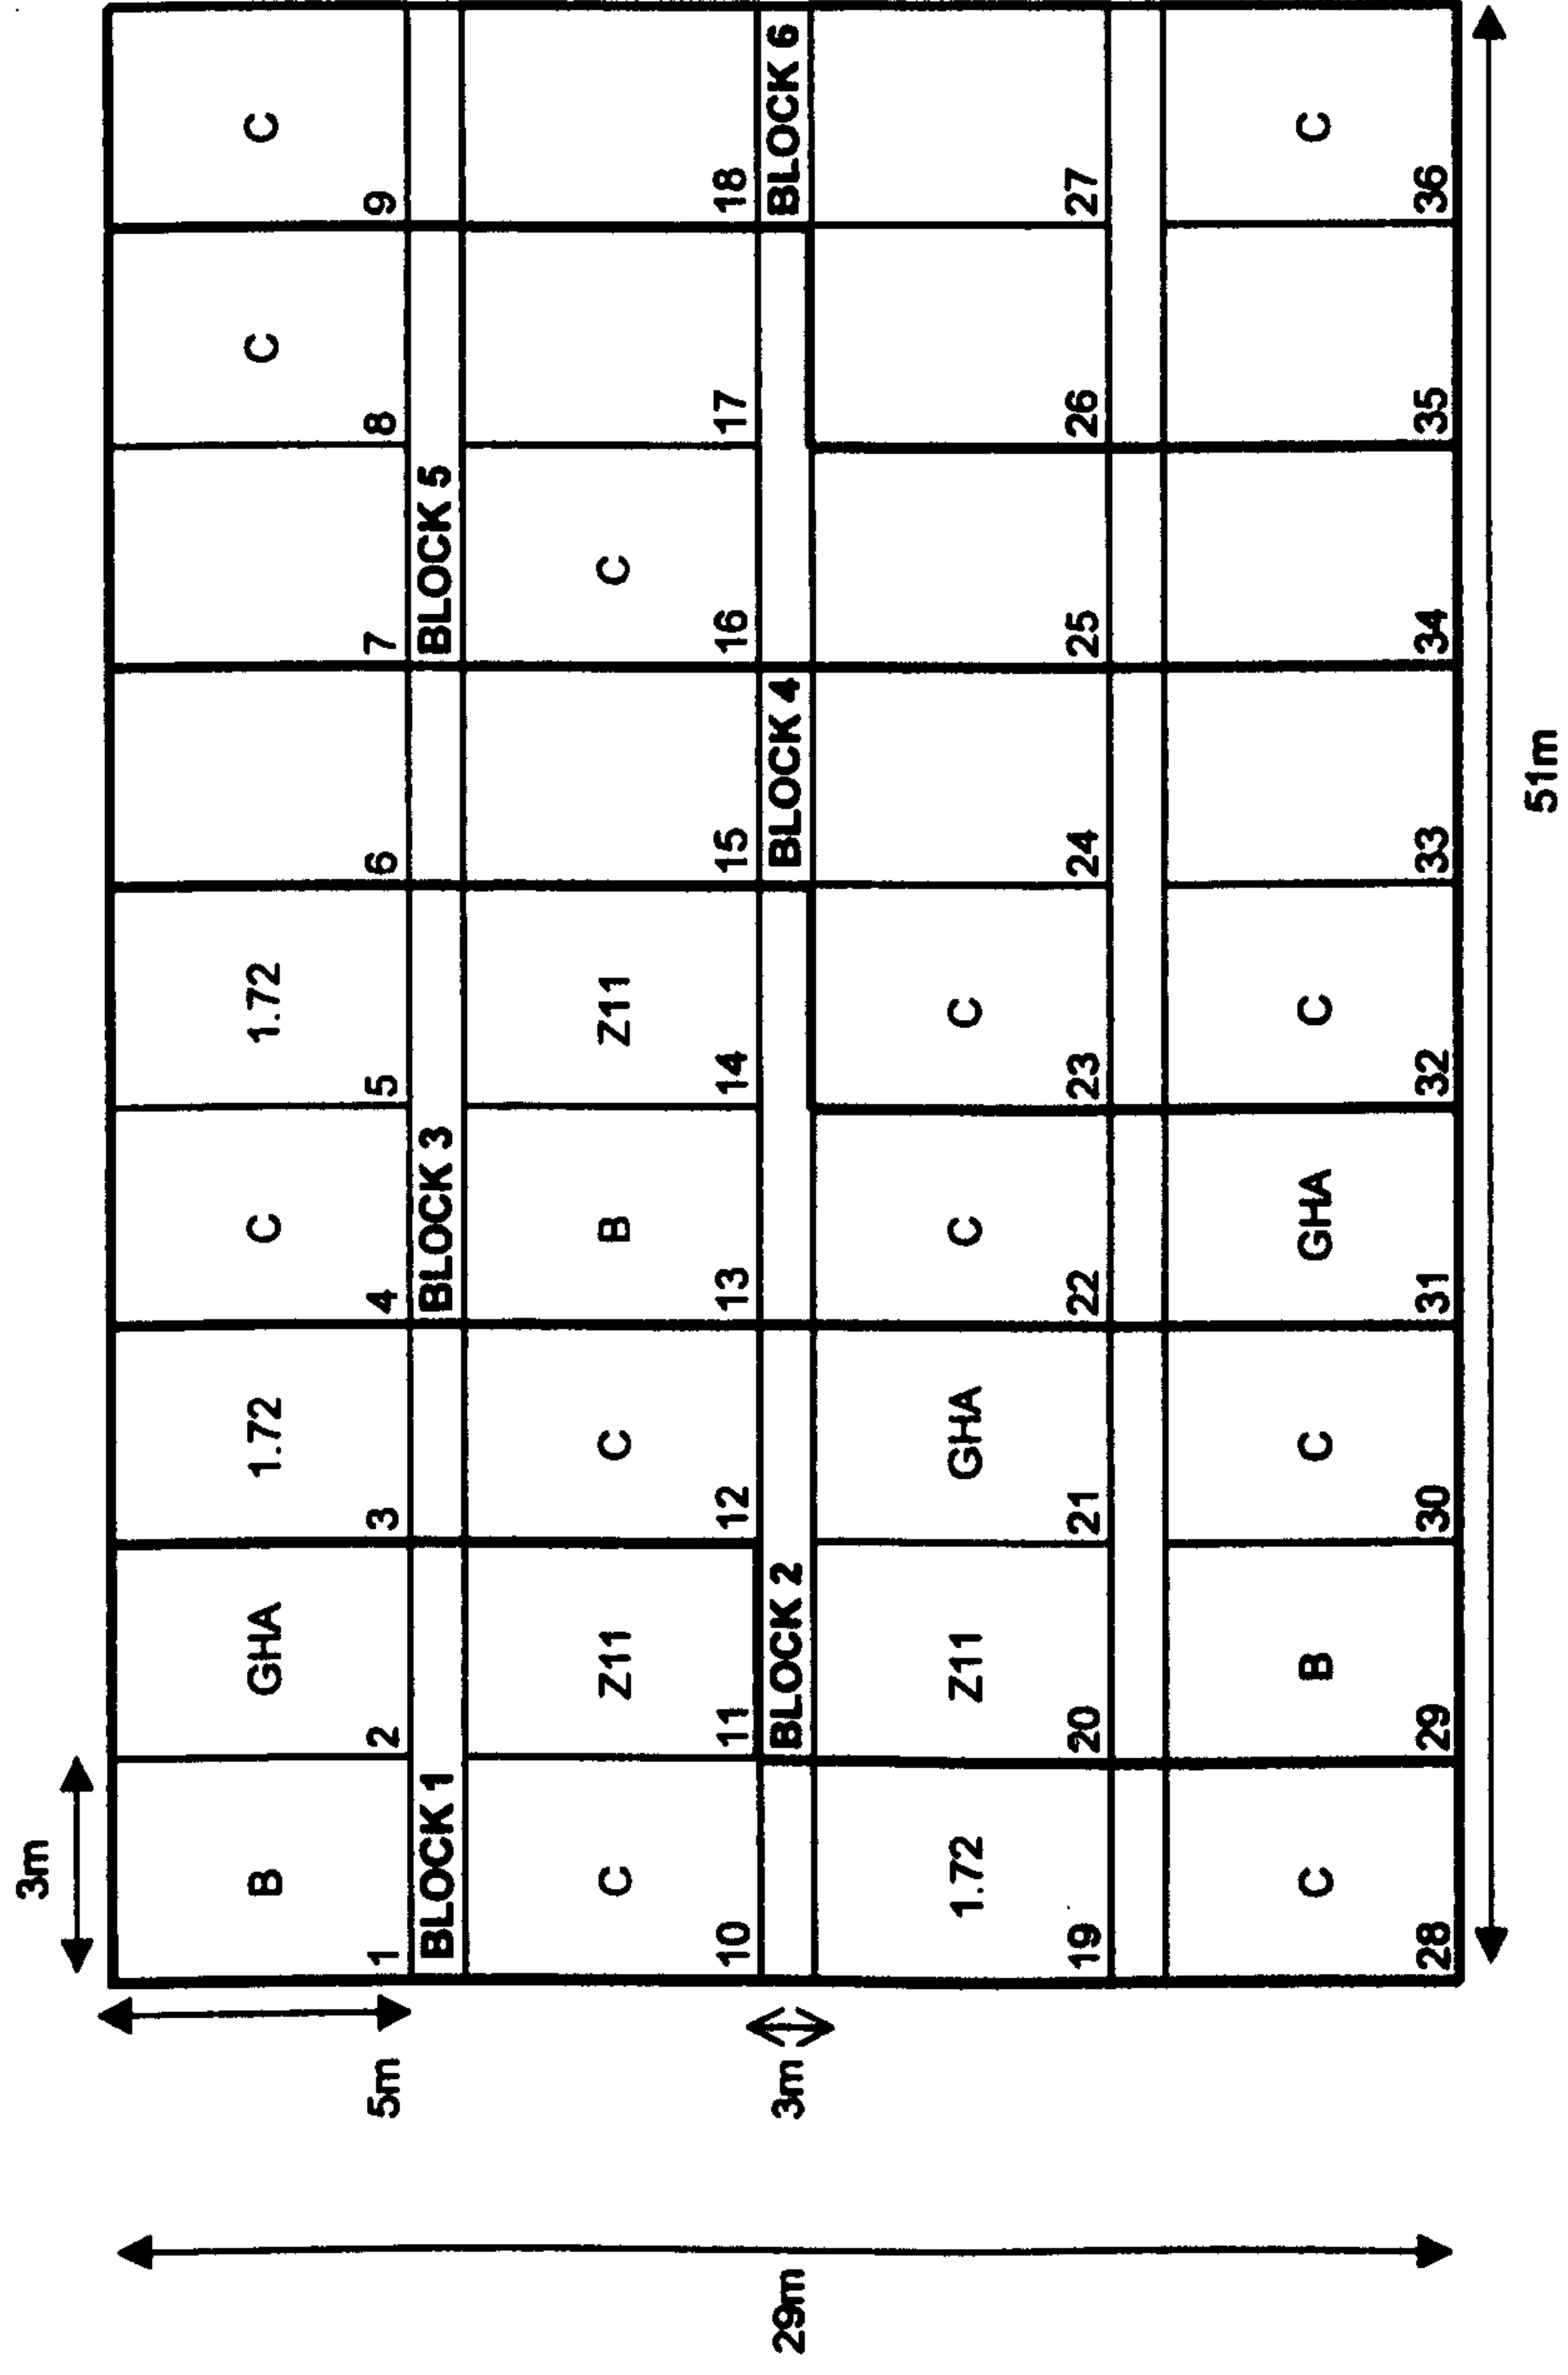 3m
B GHA 1.72 C 1.72 C C
5m 1 2 3 4 5 6 7 8 9
BLOCK 1 BLOCK 3 BLOCK 5
C Z11 C B Z11 C
10 11 12 13 14 15 16 17 18
29m 3m BLOCK 2 BLOCK 4 BLOCK 6
1.72 Z11 GHA C C
19 20 21 22 23 24 25 26 27
C B C GHA C C
28 29 30 31 32 33 34 35 36
51m